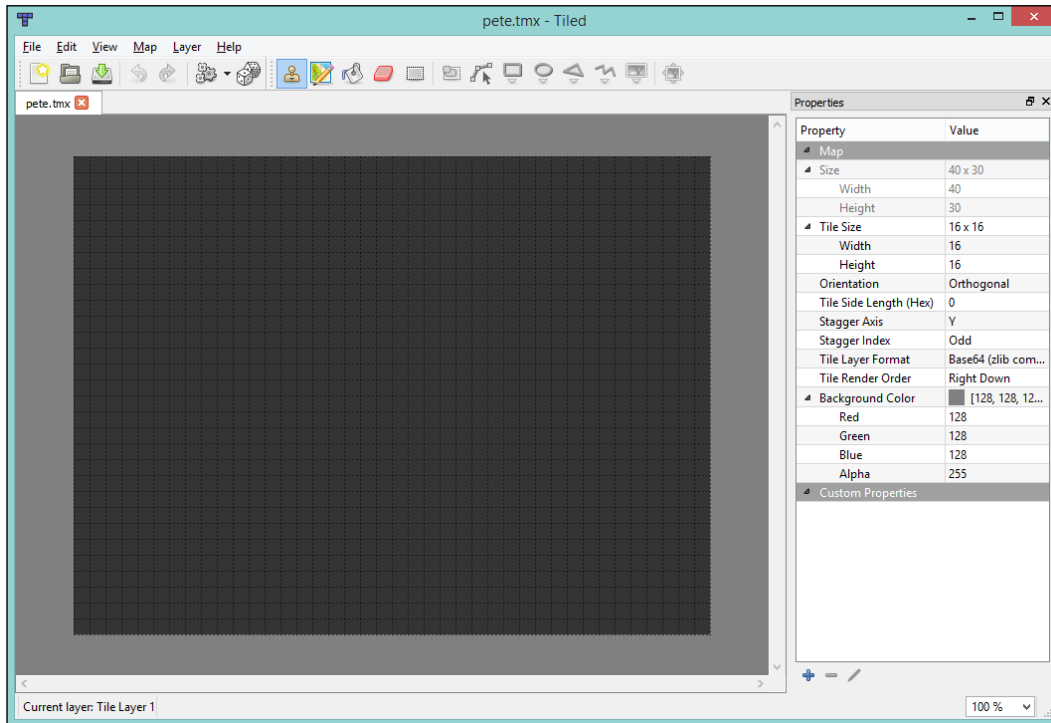 pete.tmx - Tiled
File Edit View Map Layer Help
pete.tmx
Properties
Property Value
Map
Size 40 x 30
Width 40
Height 30
Tile Size 16 x 16
Width 16
Height 16
Orientation Orthogonal
Tile Side Length (Hex) 0
Stagger Axis Y
Stagger Index Odd
Tile Layer Format Base64 (zlib com...
Tile Render Order Right Down
Background Color [128, 128, 12...
Red 128
Green 128
Blue 128
Alpha 255
Custom Properties
Current layer: Tile Layer 1
100 %